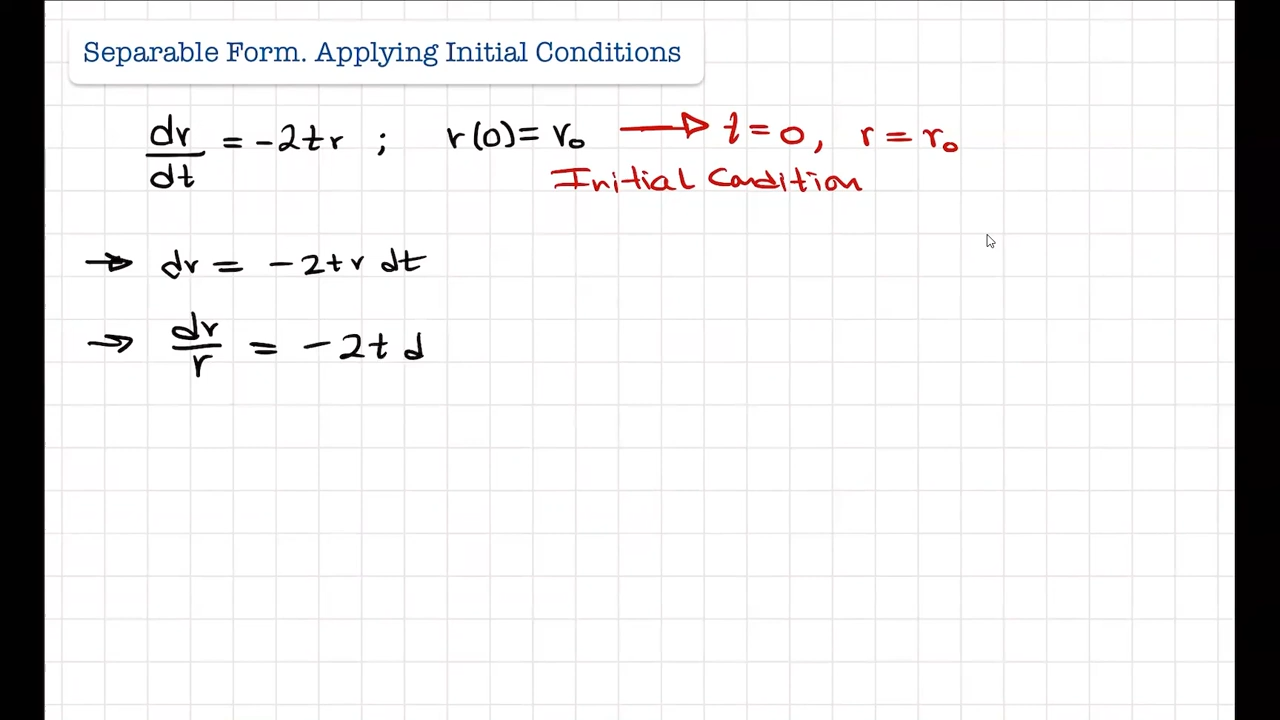 Separable Form. Applying Initial Conditions
dr/dt = -2tr ; r(0) = r₀ → t = 0, r = r₀
Initial Condition
→ dr = -2tr dt
→ dr/r = -2t d